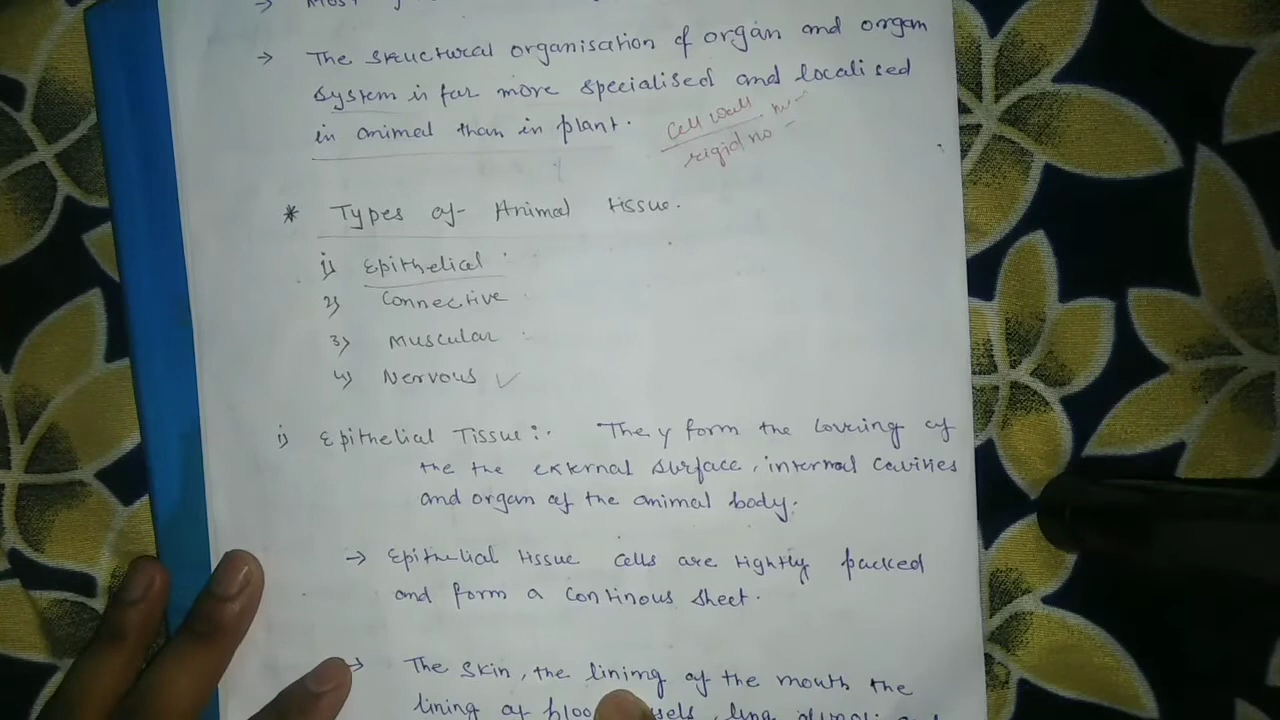 → Most
→ The structural organisation of organ and organ
system is far more specialised and localised
in animal than in plant.
Cell wall
rigid no -
* Types of Animal tissue.
1) Epithelical
2) Connective
3) Muscular
4) Nervous ✓
1) Epithelial Tissue:- They form the covering of
the the external surface, internal cavities
and organ of the animal body.
→ Epithelial tissue cells are tightly packed
and form a continous sheet.
→ The skin, the lining of the mouth the
lining of